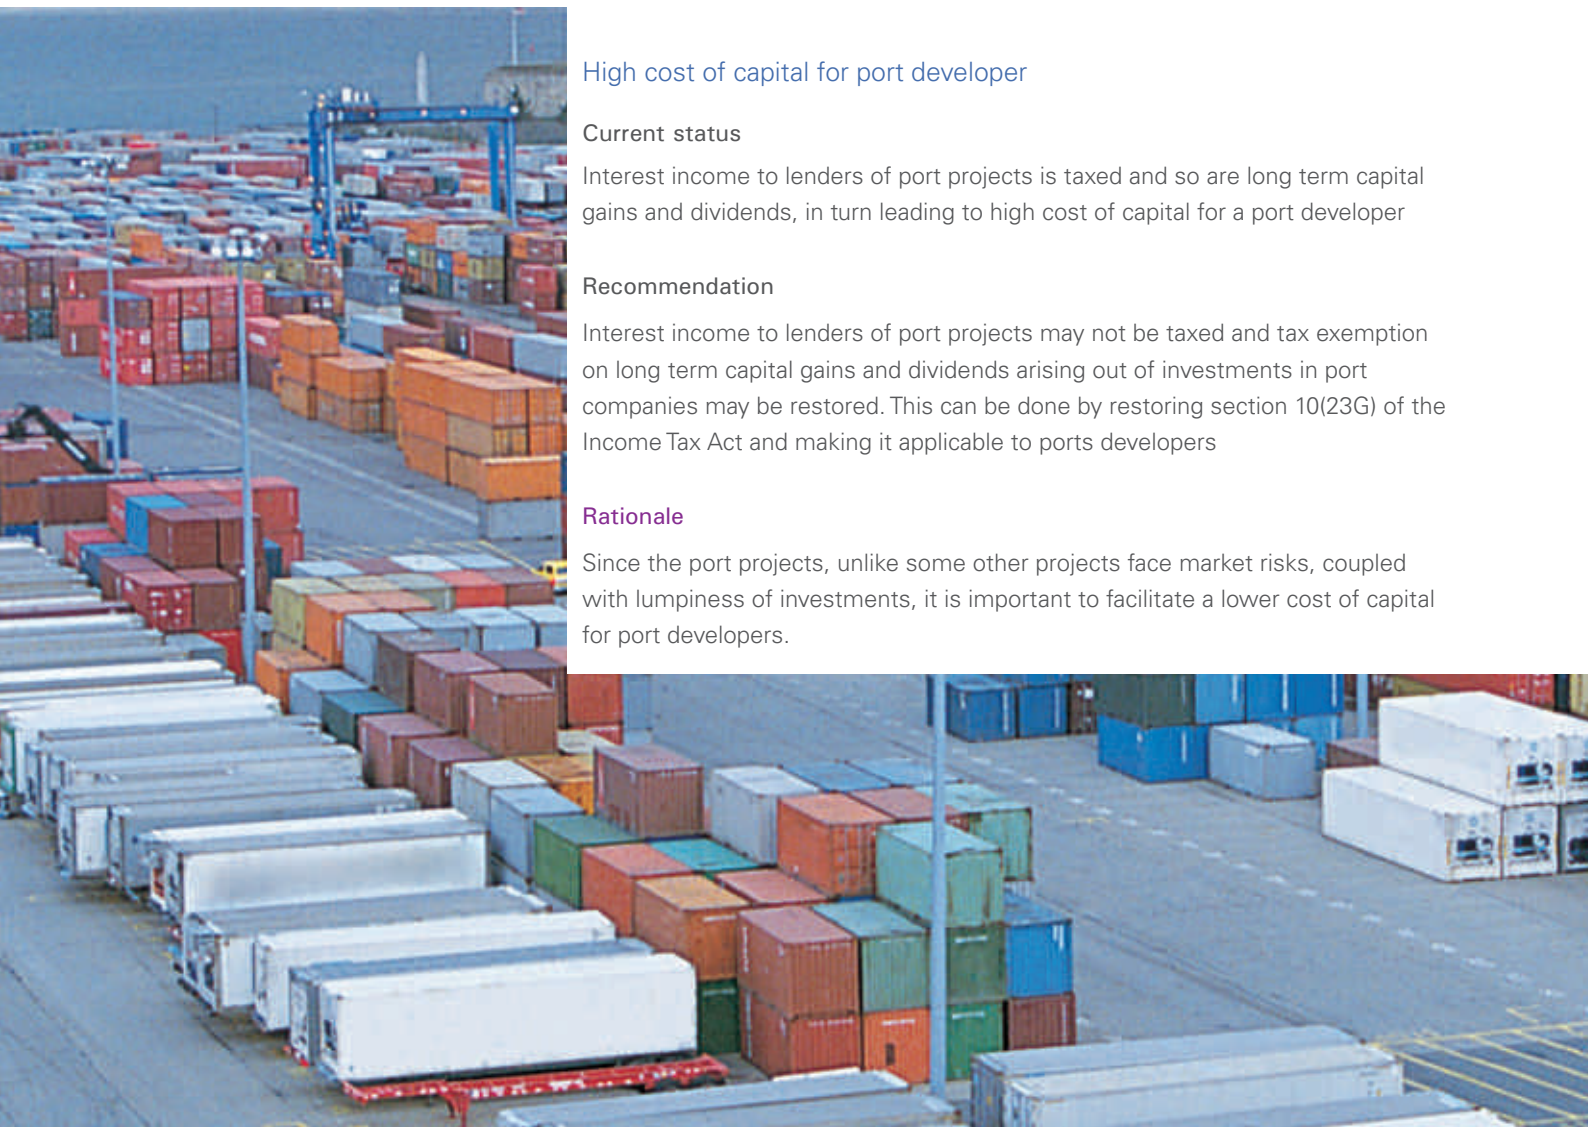 High cost of capital for port developer
Current status
Interest income to lenders of port projects is taxed and so are long term capital
gains and dividends, in turn leading to high cost of capital for a port developer
Recommendation
Interest income to lenders of port projects may not be taxed and tax exemption
on long term capital gains and dividends arising out of investments in port
companies may be restored. This can be done by restoring section 10(23G) of the
Income Tax Act and making it applicable to ports developers
Rationale
Since the port projects, unlike some other projects face market risks, coupled
with lumpiness of investments, it is important to facilitate a lower cost of capital
for port developers.